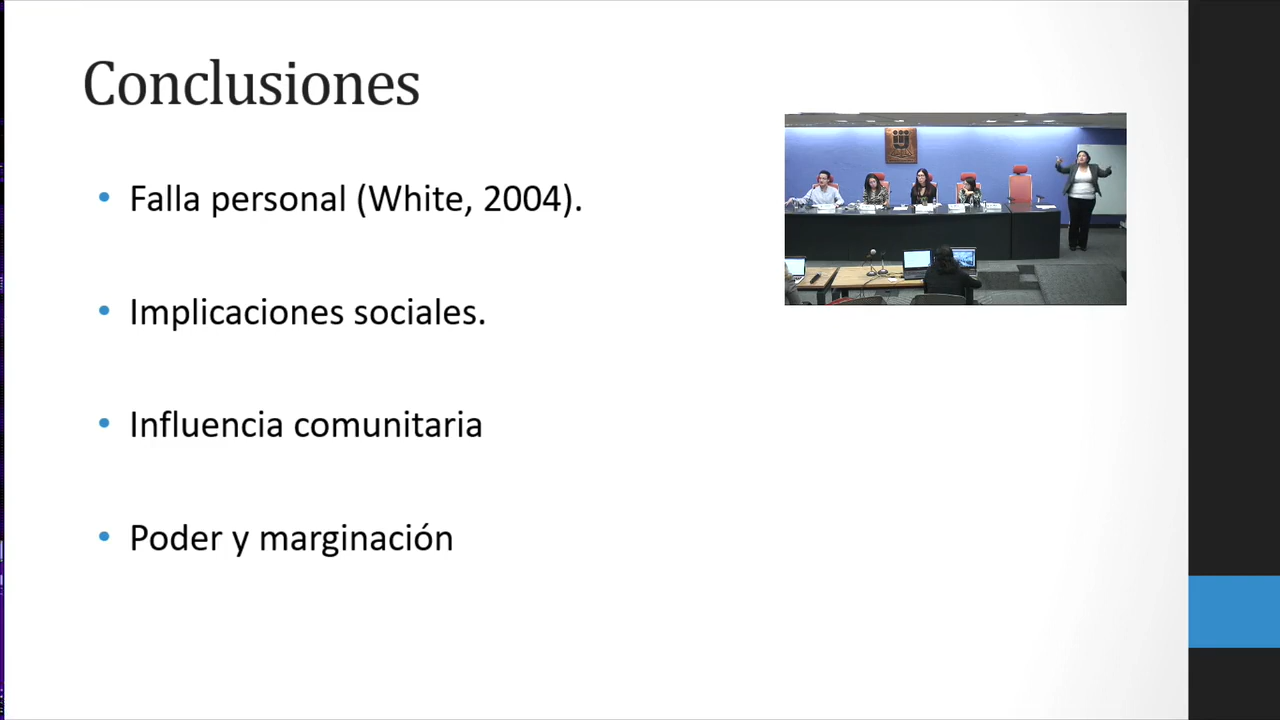 Conclusiones
• Falla personal (White, 2004).
• Implicaciones sociales.
• Influencia comunitaria
• Poder y marginación